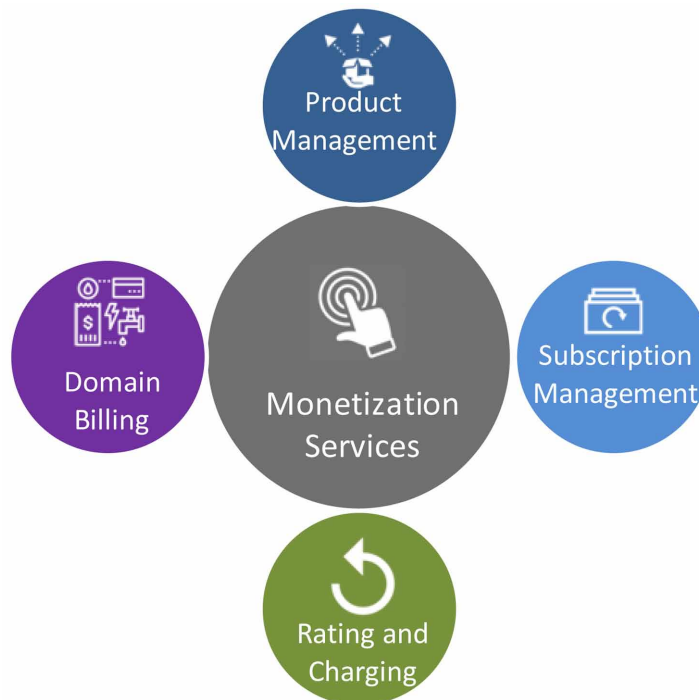 Product
Management
Domain
Billing
$
Monetization
Services
Subscription
Management
Rating and
Charging